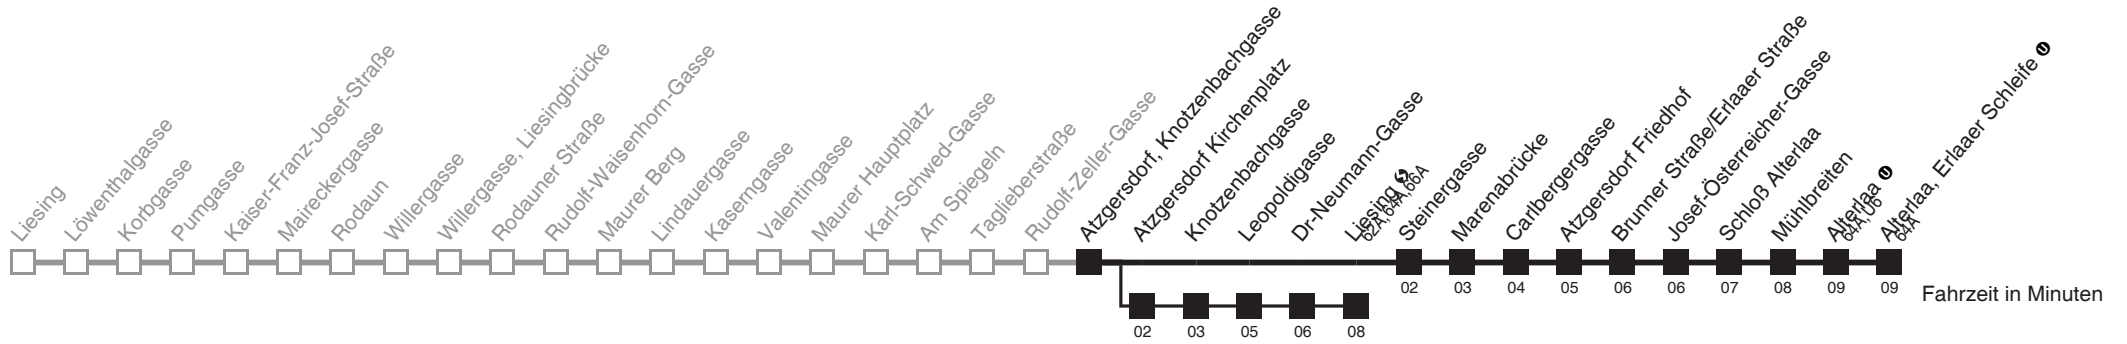 Liesing
Löwenthalgasse
Korbgasse
Pumgasse
Kaiser-Franz-Josef-Straße
Maireckergasse
Rodaun
Willergasse
Willergasse, Liesingbrücke
Rodauner Straße
Rudolf-Waisenhorn-Gasse
Maurer Berg
Lindauergasse
Kaserngasse
Valentingasse
Maurer Hauptplatz
Karl-Schwed-Gasse
Am Spiegeln
Taglieberstraße
Rudolf-Zeller-Gasse
Atzgersdorf, Knotzenbachgasse
Atzgersdorf Kirchenplatz
Knotzenbachgasse
Leopoldigasse
Dr-Neumann-Gasse
Liesing S
62A,64A,66A
Steinergasse
Marenabrücke
Carlbergergasse
Atzgersdorf Friedhof
Brunner Straße/Erlaaer Straße
Josef-Österreicher-Gasse
Schloß Alterlaa
Mühlbreiten
Alterlaa U
64A, U6
Alterlaa, Erlaaer Schleife U
64A
02 03 04 05 06 06 07 08 09 09
Fahrzeit in Minuten
02 03 05 06 08